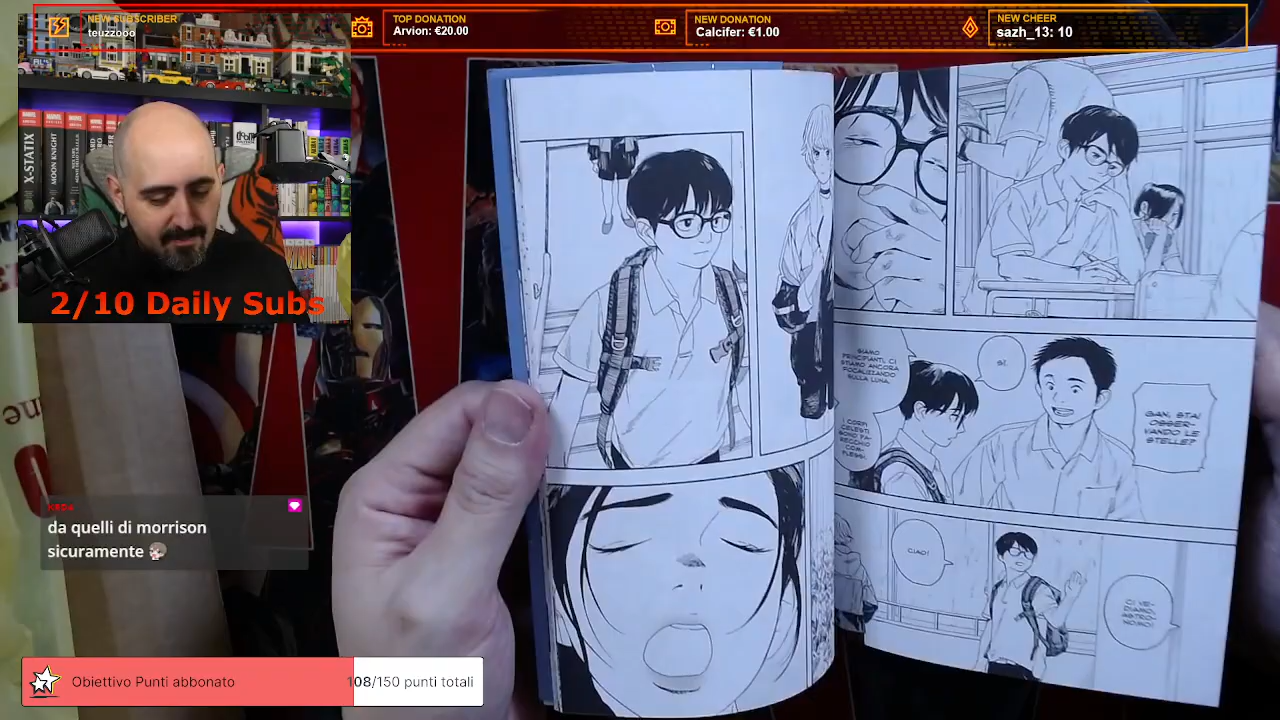 NEW SUBSCRIBER
teuzzooo
TOP DONATION
Arvion: €20.00
NEW DONATION
Calcifer: €1.00
NEW CHEER
sazh_13: 10
X-STATIX
MOON KNIGHT
2/10 Daily Subs
KEDA
da quelli di morrison
sicuramente
Obiettivo Punti abbonato
108/150 punti totali
GAN, STAI
OSSER-
VANDO LE
STELLE?
SÌ!
SIAMO
PRINCIPIANTI, CI
STIAMO ANCORA
FOCALIZZANDO
SULLA LUNA.
I CORPI
CELESTI
SONO PA-
RECCHIO
COM-
PLESSI.
CI VE-
DIAMO,
ASTRO-
NOMO!
CIAO!